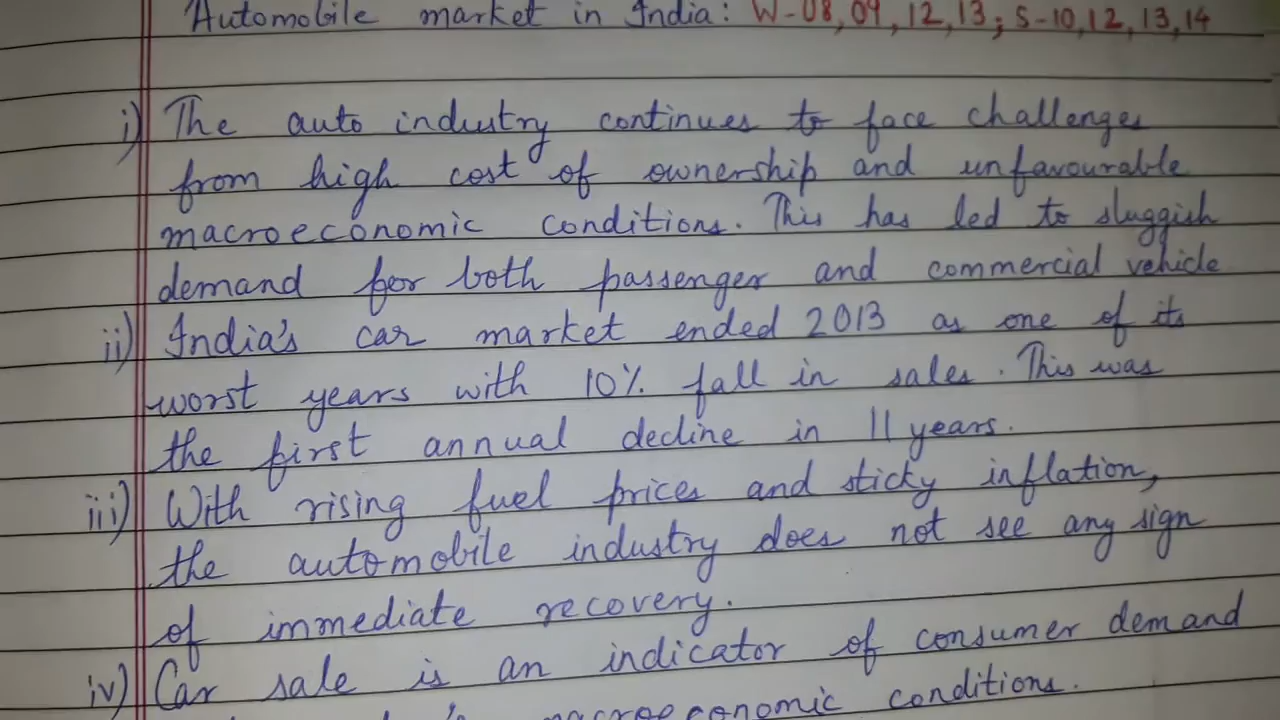 Automobile market in India: W-08, 09, 12, 13; S-10, 12, 13, 14
i) The auto industry continues to face challenges
from high cost of ownership and unfavourable
macroeconomic conditions. This has led to sluggish
demand for both passenger and commercial vehicle
ii) India's car market ended 2013 as one of its
worst years with 10% fall in sales. This was
the first annual decline in 11 years.
iii) With rising fuel prices and sticky inflation,
the automobile industry does not see any sign
of immediate recovery.
iv) Car sale is an indicator of consumer demand
macroeconomic conditions.